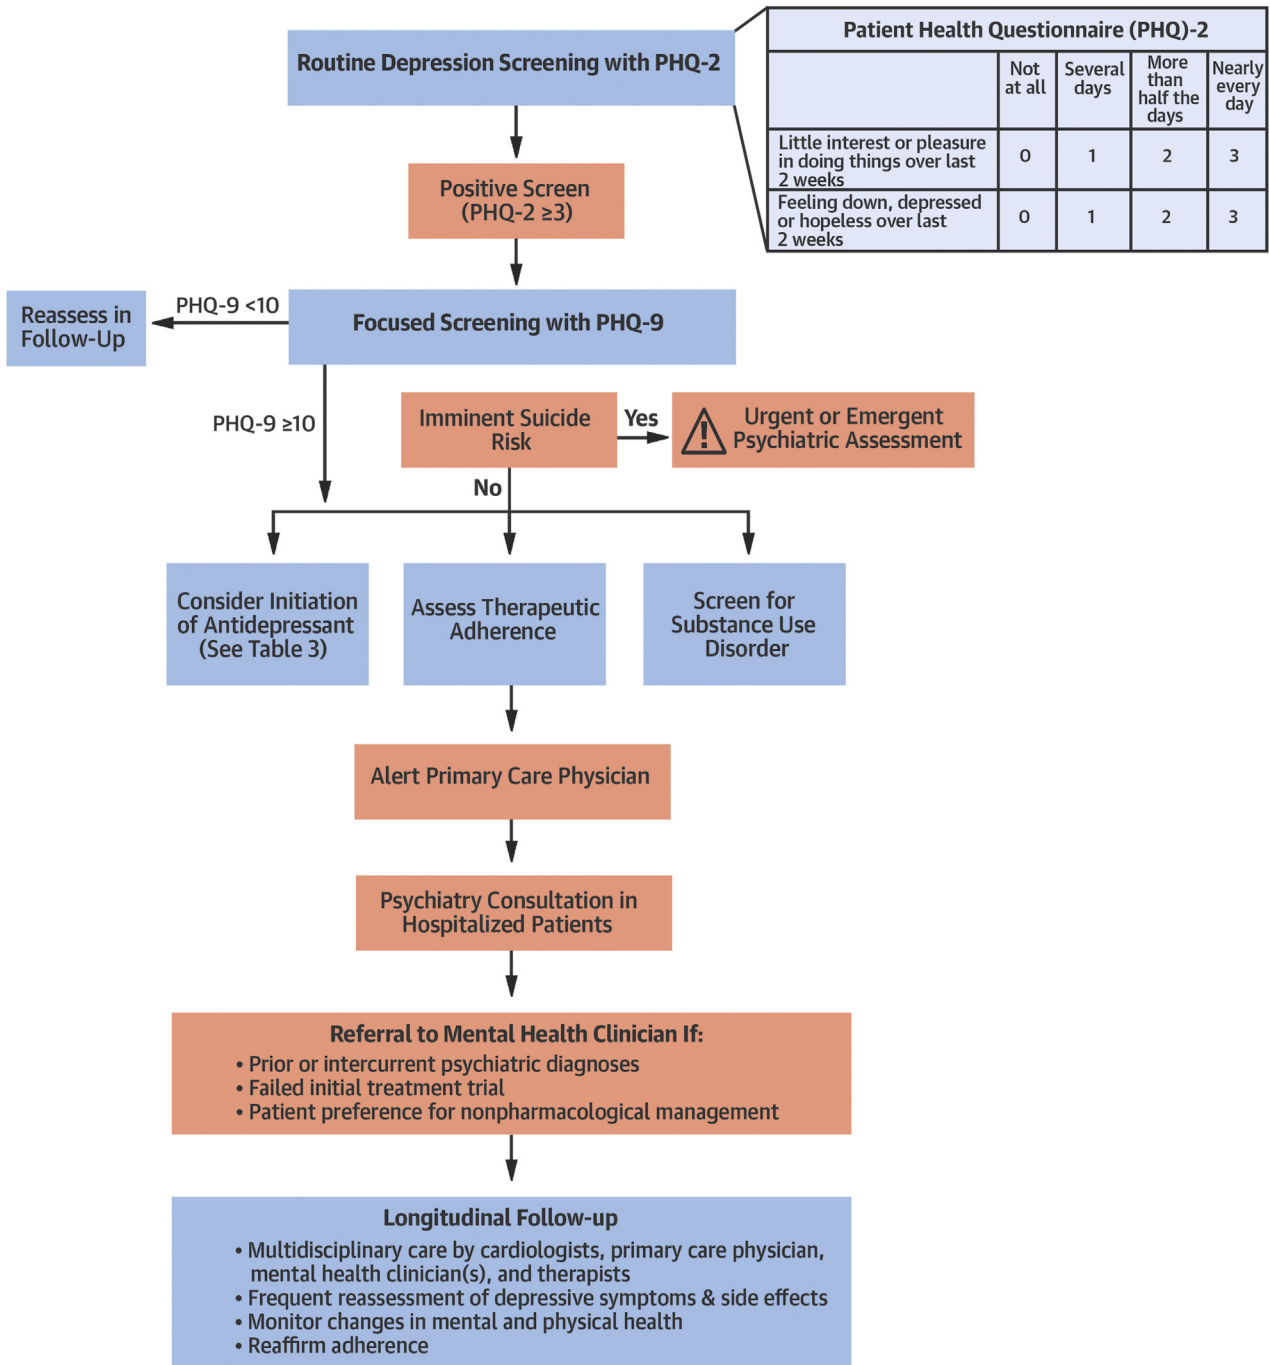 Routine Depression Screening with PHQ-2
Patient Health Questionnaire (PHQ)-2
Not
at all
Several
days
More
than
half the
days
Nearly
every
day
Little interest or pleasure
in doing things over last
2 weeks
0
1
2
3
Feeling down, depressed
or hopeless over last
2 weeks
0
1
2
3
Positive Screen
(PHQ-2 ≥3)
Focused Screening with PHQ-9
PHQ-9 <10
Reassess in
Follow-Up
PHQ-9 ≥10
Imminent Suicide
Risk
Yes
Urgent or Emergent
Psychiatric Assessment
No
Consider Initiation
of Antidepressant
(See Table 3)
Assess Therapeutic
Adherence
Screen for
Substance Use
Disorder
Alert Primary Care Physician
Psychiatry Consultation in
Hospitalized Patients
Referral to Mental Health Clinician If:
• Prior or intercurrent psychiatric diagnoses
• Failed initial treatment trial
• Patient preference for nonpharmacological management
Longitudinal Follow-up
• Multidisciplinary care by cardiologists, primary care physician,
mental health clinician(s), and therapists
• Frequent reassessment of depressive symptoms & side effects
• Monitor changes in mental and physical health
• Reaffirm adherence